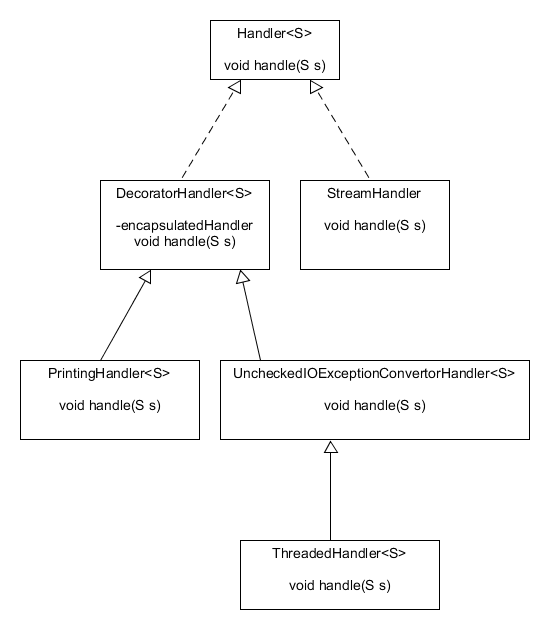 Handler<S>
void handle(S s)
DecoratorHandler<S>
-encapsulatedHandler
void handle(S s)
StreamHandler
void handle(S s)
PrintingHandler<S>
void handle(S s)
UncheckedIOExceptionConvertorHandler<S>
void handle(S s)
ThreadedHandler<S>
void handle(S s)